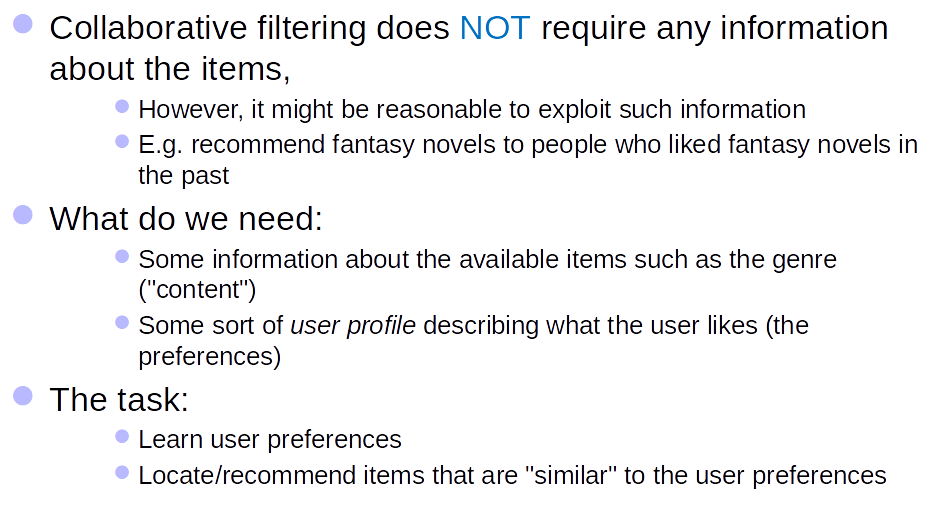 Collaborative filtering does NOT require any information
about the items,
However, it might be reasonable to exploit such information
E.g. recommend fantasy novels to people who liked fantasy novels in
the past
What do we need:
Some information about the available items such as the genre
("content")
Some sort of user profile describing what the user likes (the
preferences)
The task:
Learn user preferences
Locate/recommend items that are "similar" to the user preferences